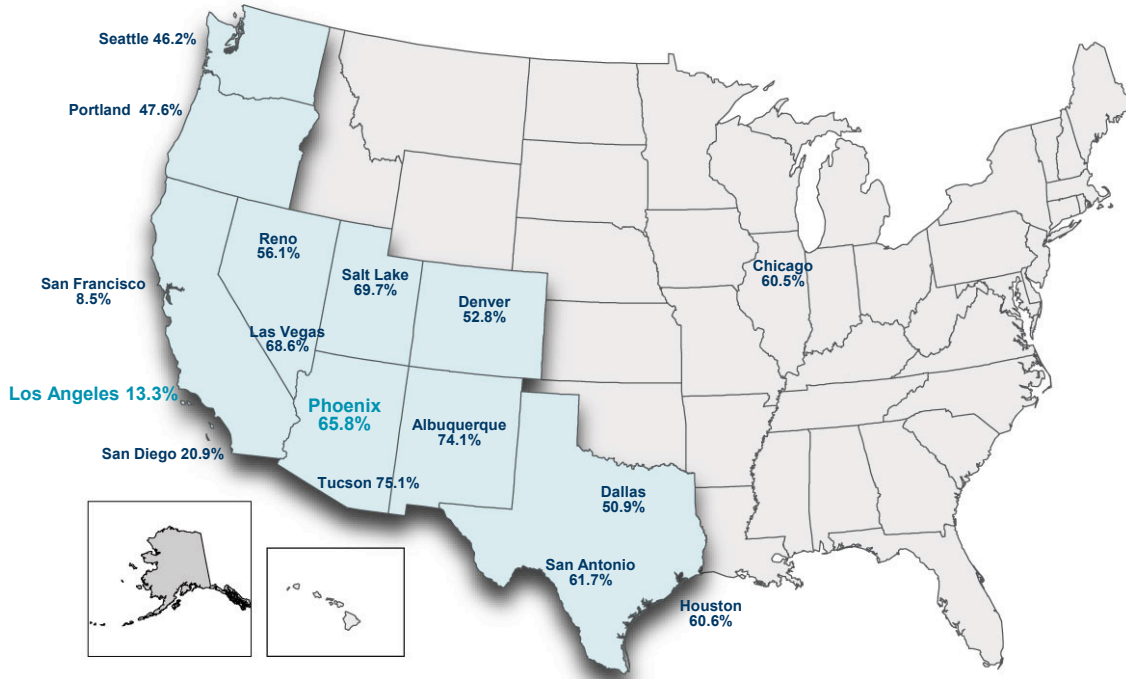 Seattle 46.2%
Portland 47.6%
Reno
56.1%
Salt Lake
69.7%
Chicago
60.5%
San Francisco
8.5%
Denver
52.8%
Las Vegas
68.6%
Los Angeles 13.3%
Phoenix
65.8%
Albuquerque
74.1%
San Diego 20.9%
Tucson 75.1%
Dallas
50.9%
San Antonio
61.7%
Houston
60.6%